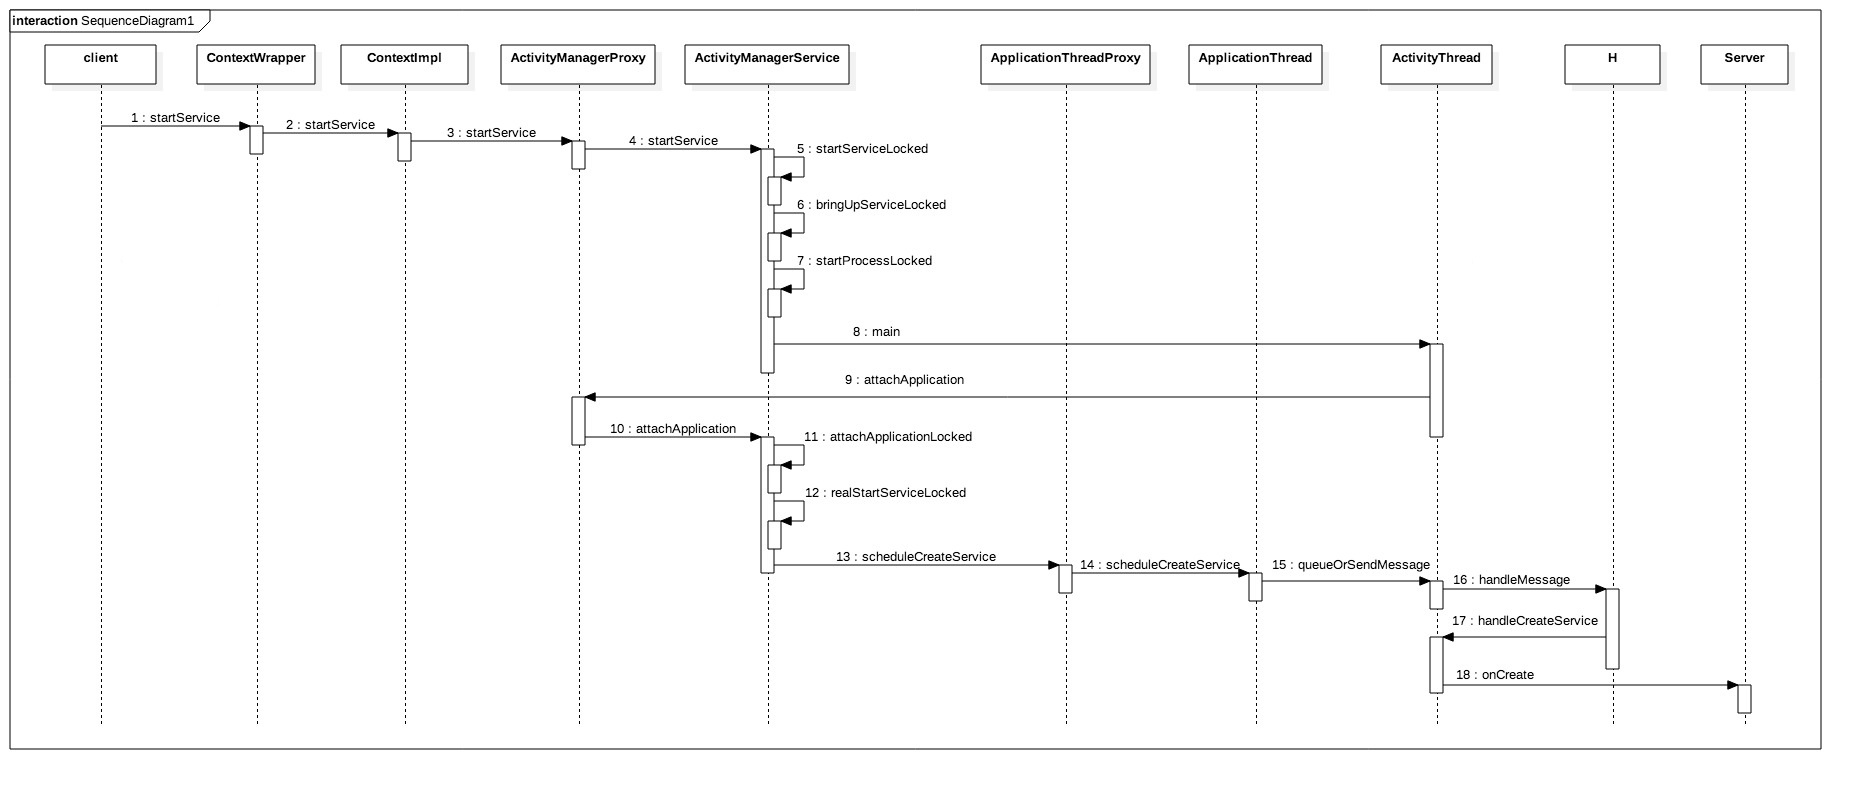 interaction SequenceDiagram1
client
ContextWrapper
ContextImpl
ActivityManagerProxy
ActivityManagerService
ApplicationThreadProxy
ApplicationThread
ActivityThread
H
Server
1 : startService
2 : startService
3 : startService
4 : startService
5 : startServiceLocked
6 : bringUpServiceLocked
7 : startProcessLocked
8 : main
9 : attachApplication
10 : attachApplication
11 : attachApplicationLocked
12 : realStartServiceLocked
13 : scheduleCreateService
14 : scheduleCreateService
15 : queueOrSendMessage
16 : handleMessage
17 : handleCreateService
18 : onCreate